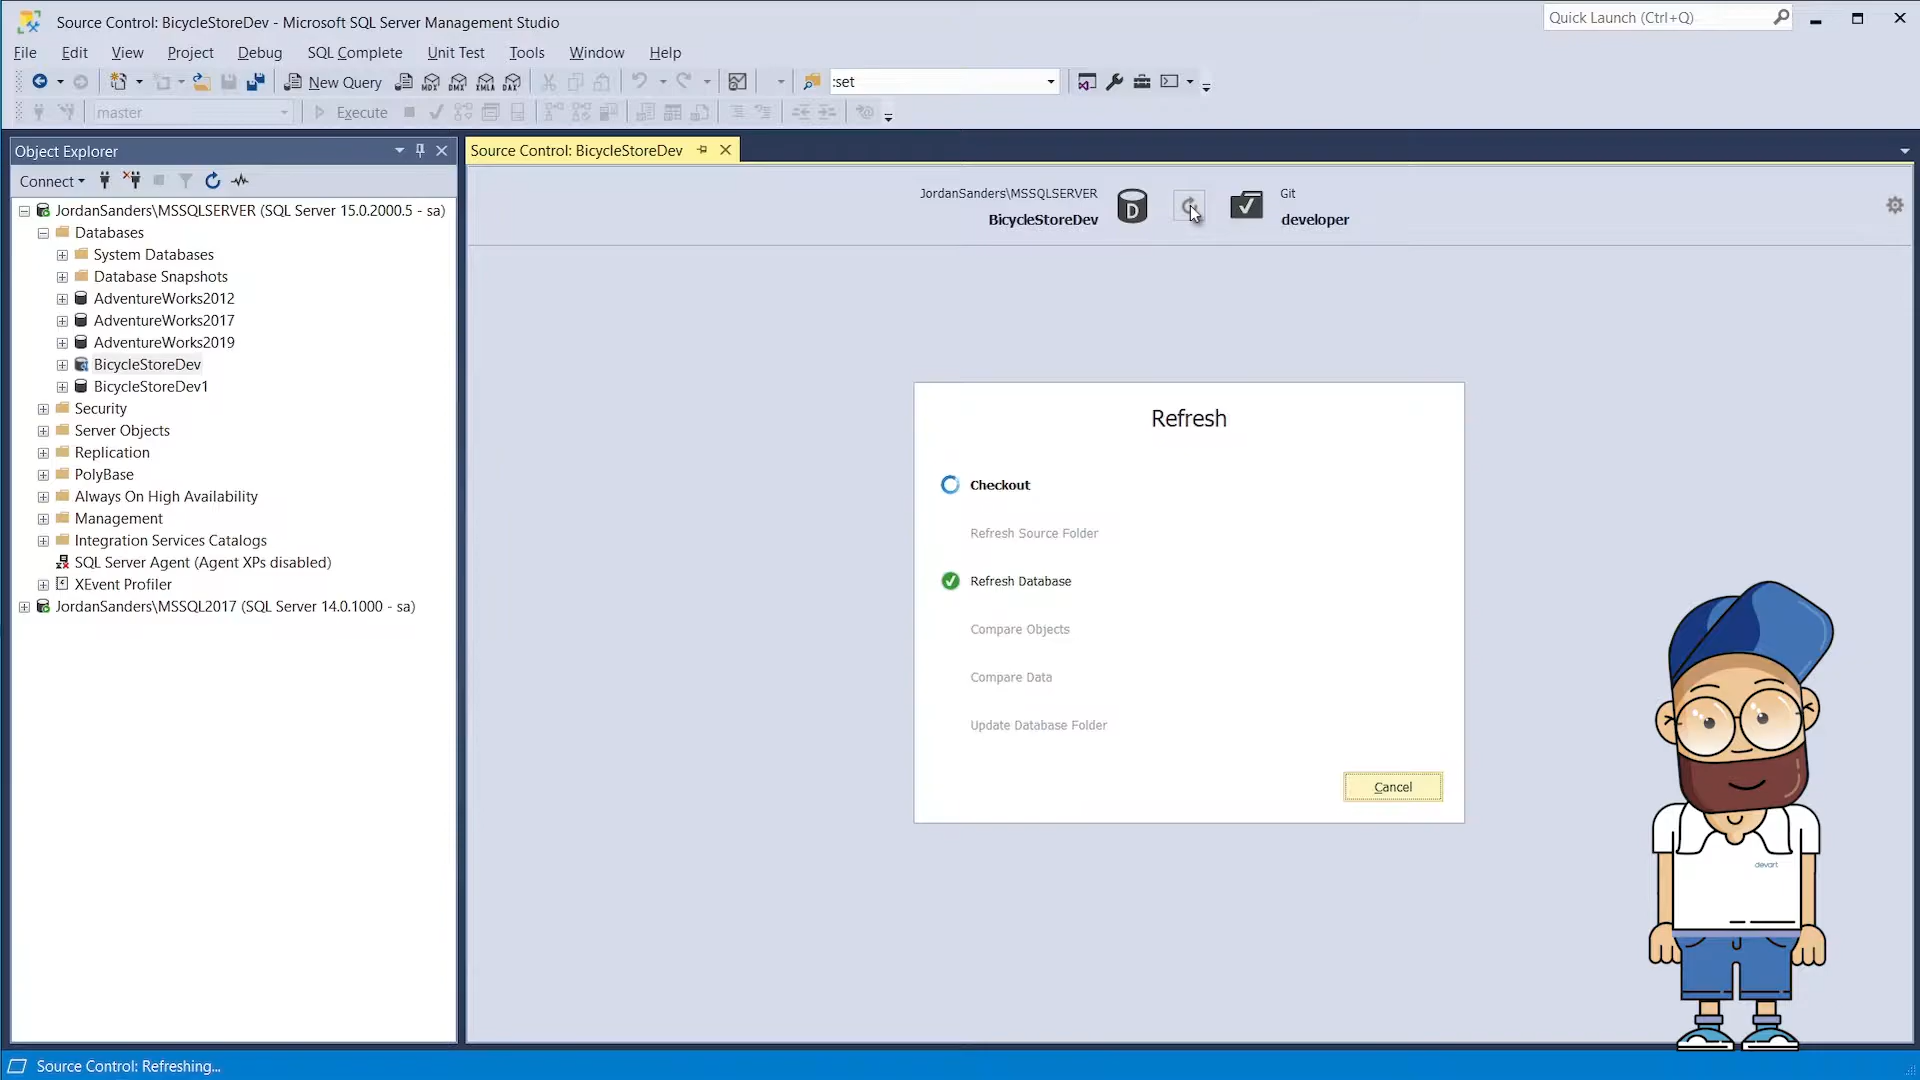 Source Control: BicycleStoreDev - Microsoft SQL Server Management Studio
Quick Launch (Ctrl+Q)
File Edit View Project Debug SQL Complete Unit Test Tools Window Help
New Query MDX DMX XMLA DAX :set
master Execute
Object Explorer
Source Control: BicycleStoreDev
Connect
JordanSanders\MSSQLSERVER (SQL Server 15.0.2000.5 - sa)
Databases
System Databases
Database Snapshots
AdventureWorks2012
AdventureWorks2017
AdventureWorks2019
BicycleStoreDev
BicycleStoreDev1
Security
Server Objects
Replication
PolyBase
Always On High Availability
Management
Integration Services Catalogs
SQL Server Agent (Agent XPs disabled)
XEvent Profiler
JordanSanders\MSSQL2017 (SQL Server 14.0.1000 - sa)
JordanSanders\MSSQLSERVER
BicycleStoreDev
D
Git
developer
Refresh
Checkout
Refresh Source Folder
Refresh Database
Compare Objects
Compare Data
Update Database Folder
Cancel
devart
Source Control: Refreshing...